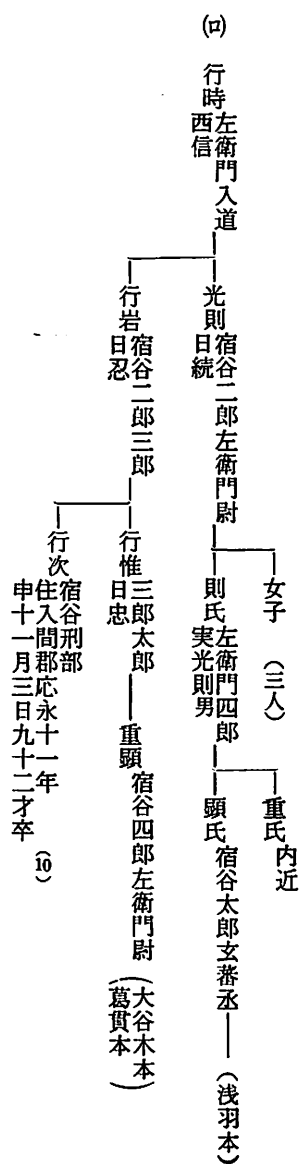 (ロ)
行時 左衛門入道
西信
女子 (三人)
光則 宿谷二郎左衛門尉
日続
重氏 内近
則氏 左衛門四郎
実光則男
顕氏 宿谷太郎玄蕃丞
(浅羽本)
行岩 宿谷二郎三郎
日忍
行惟 三郎太郎
日忠
重顕 宿谷四郎左衛門尉
(大谷木本
葛貫本)
行次 宿谷刑部
住入間郡応永十一年
申十一月三日九十二才卒 (10)